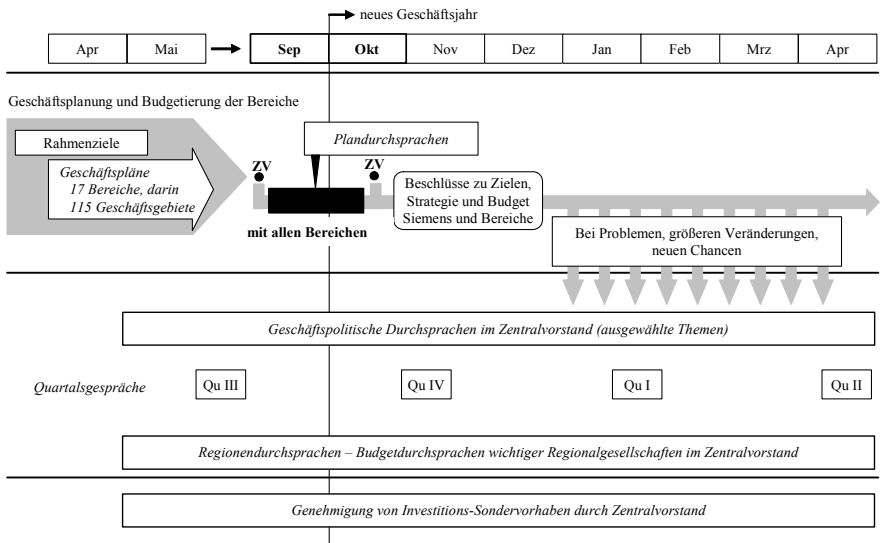 neues Geschäftsjahr
Apr Mai Sep Okt Nov Dez Jan Feb Mrz Apr
Geschäftsplanung und Budgetierung der Bereiche
Rahmenziele
Geschäftspläne
17 Bereiche, darin
115 Geschäftsgebiete
ZV
Plandurchsprachen
ZV
mit allen Bereichen
Beschlüsse zu Zielen,
Strategie und Budget
Siemens und Bereiche
Bei Problemen, größeren Veränderungen,
neuen Chancen
Geschäftspolitische Durchsprachen im Zentralvorstand (ausgewählte Themen)
Quartalsgespräche
Qu III Qu IV Qu I Qu II
Regionendurchsprachen – Budgetdurchsprachen wichtiger Regionalgesellschaften im Zentralvorstand
Genehmigung von Investitions-Sondervorhaben durch Zentralvorstand